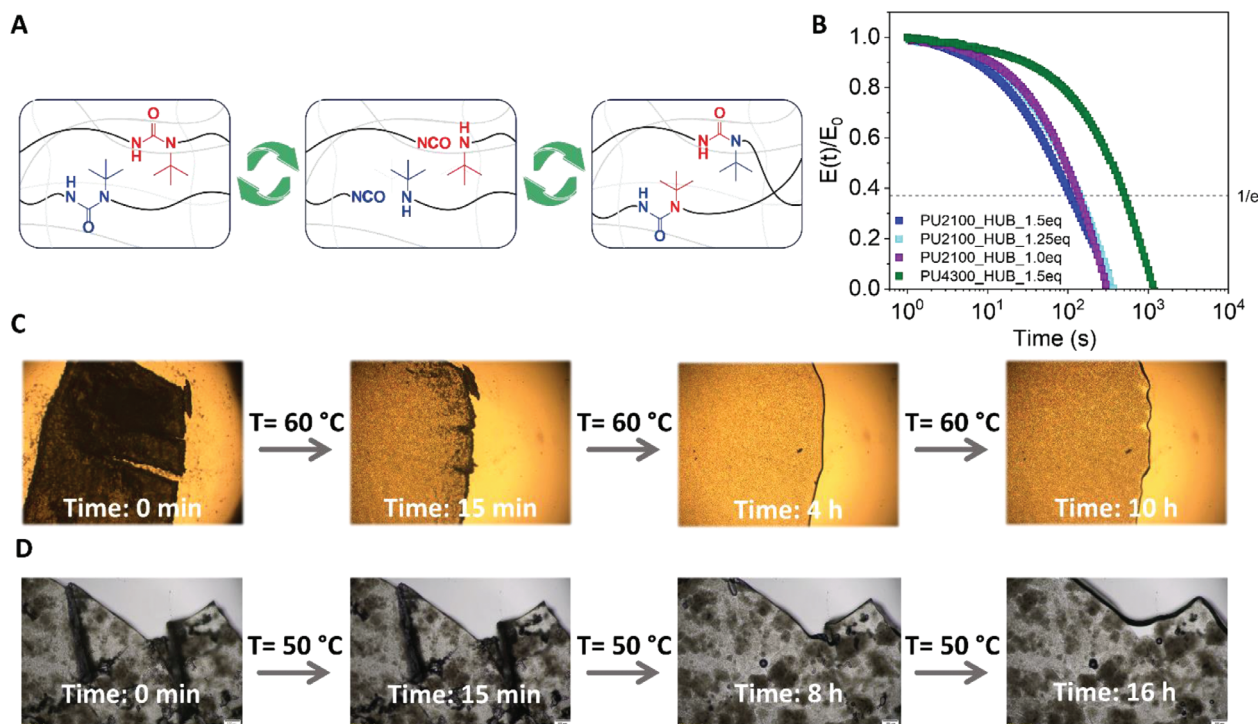 A
O
NH
N
H
N
N
O
NCO
H
N
NCO
N
H
O
N
H
N
H
N
N
O
B
E(t)/E0
1.0
0.8
0.6
0.4
0.2
0.0
1/e
PU2100_HUB_1.5eq
PU2100_HUB_1.25eq
PU2100_HUB_1.0eq
PU4300_HUB_1.5eq
10^0 10^1 10^2 10^3 10^4
Time (s)
C
T= 60 °C
T= 60 °C
T= 60 °C
Time: 0 min
Time: 15 min
Time: 4 h
Time: 10 h
D
T= 50 °C
T= 50 °C
T= 50 °C
Time: 0 min
Time: 15 min
Time: 8 h
Time: 16 h